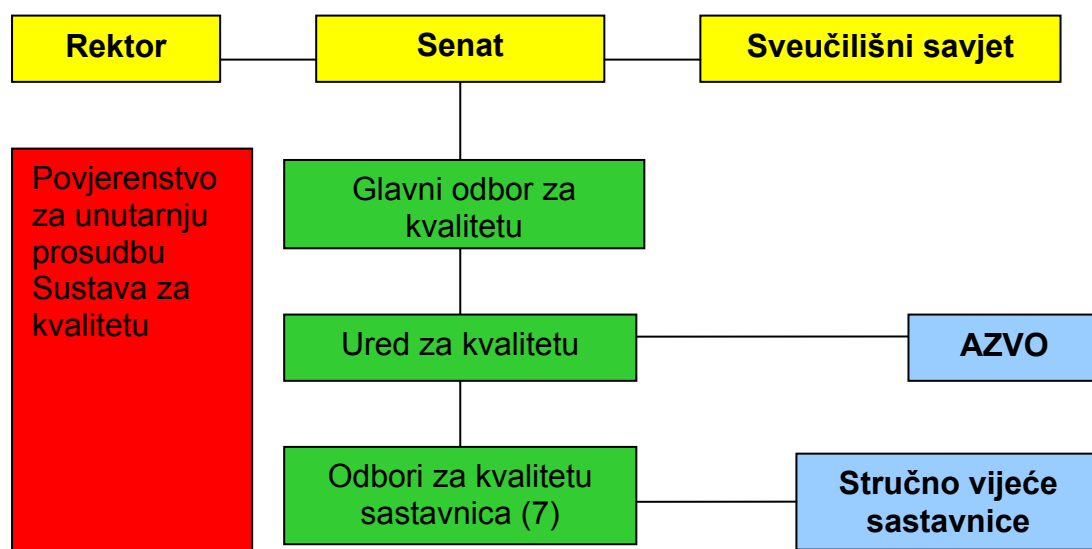 Rektor
Senat
Sveučilišni savjet
Povjerenstvo
za unutarnju
prosudbu
Sustava za
kvalitetu
Glavni odbor za
kvalitetu
Ured za kvalitetu
AZVO
Odbori za kvalitetu
sastavnica (7)
Stručno vijeće
sastavnice